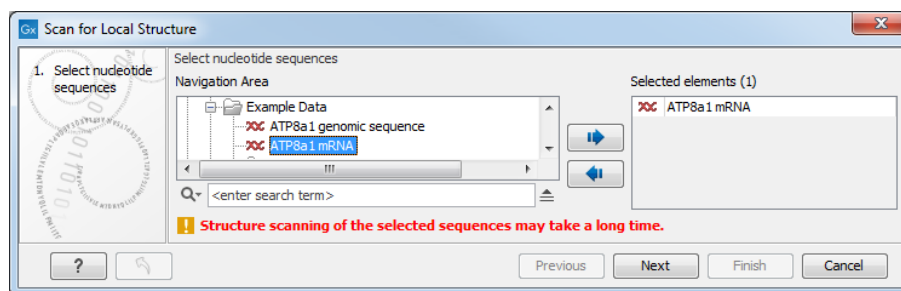 Gx Scan for Local Structure
X
1. Select nucleotide
sequences
Select nucleotide sequences
Navigation Area
Example Data
ATP8a1 genomic sequence
ATP8a1 mRNA
<enter search term>
Selected elements (1)
ATP8a1 mRNA
Structure scanning of the selected sequences may take a long time.
?
Previous
Next
Finish
Cancel